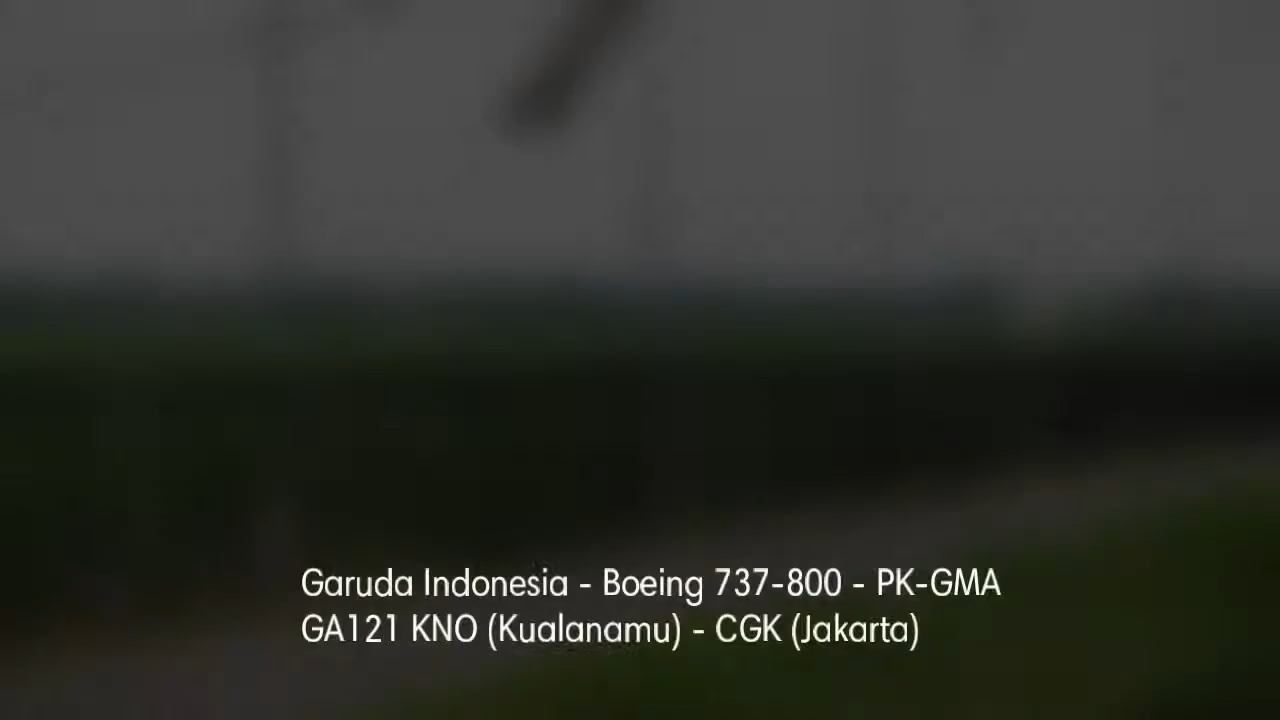 Garuda Indonesia - Boeing 737-800 - PK-GMA
GA121 KNO (Kualanamu) - CGK (Jakarta)